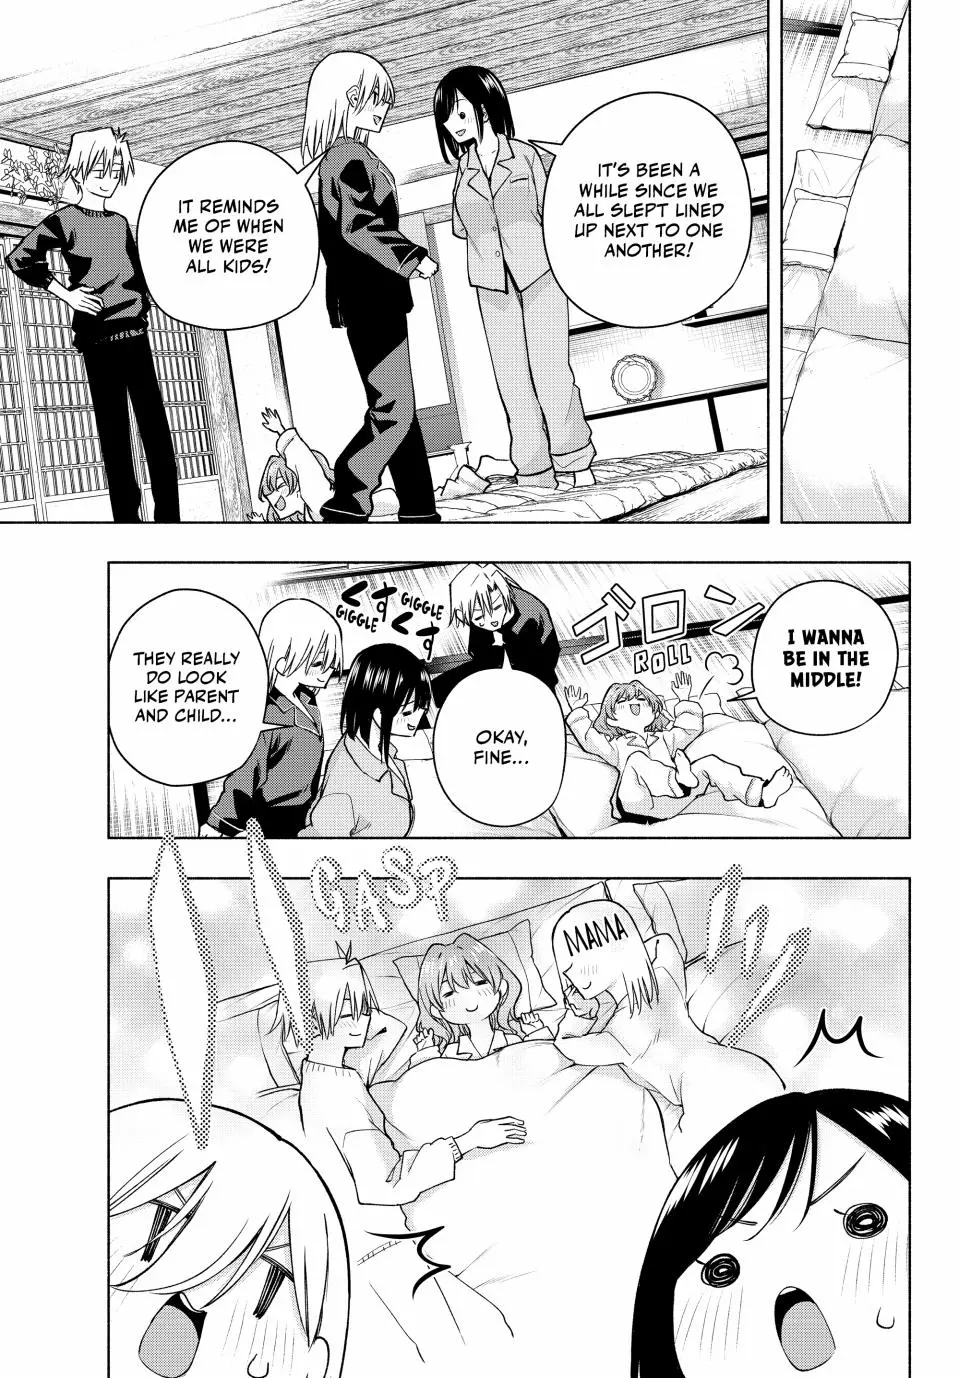 IT'S BEEN A
WHILE SINCE WE
ALL SLEPT LINED
UP NEXT TO ONE
ANOTHER!
IT REMINDS
ME OF WHEN
WE WERE
ALL KIDS!
I WANNA
BE IN THE
MIDDLE!
ゴロン
ROLL
OKAY,
FINE...
くすくす
GIGGLE
GIGGLE
THEY REALLY
DO LOOK
LIKE PARENT
AND CHILD...
GASP
MAMA